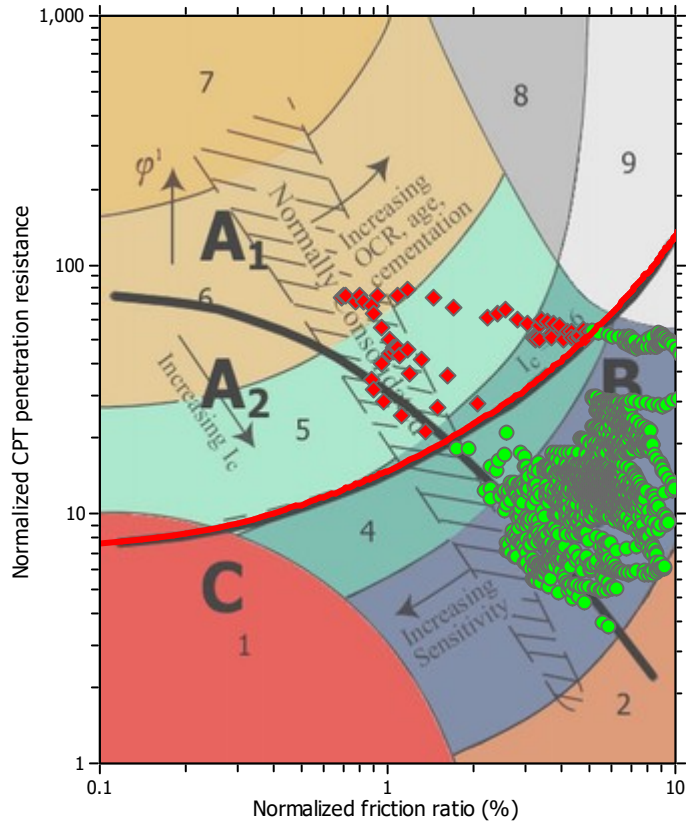 Normalized CPT penetration resistance
1,000
100
10
1
7
8
9
φ¹
A1
Normally
Consolidated
Increasing
OCR, age,
cementation
6
A2
Increasing Ic
5
B
4
C
1
Increasing
Sensitivity
2
0.1
1
10
Normalized friction ratio (%)